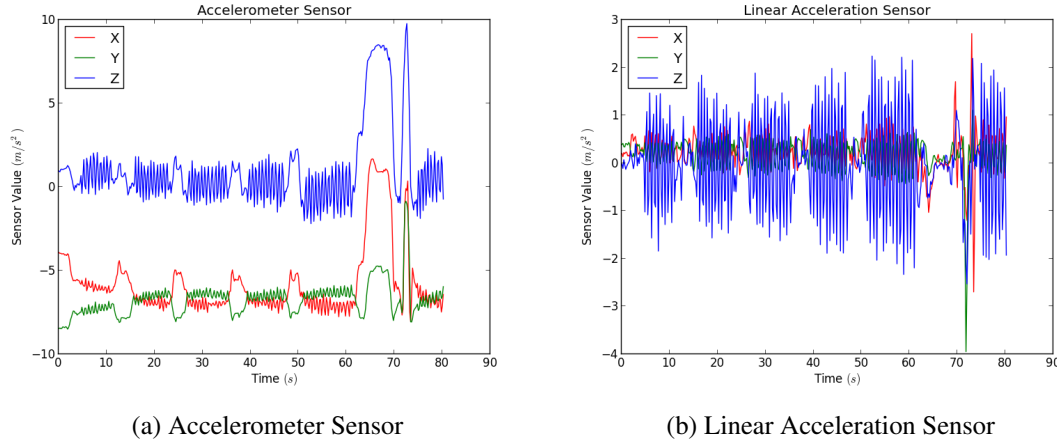 Accelerometer Sensor
X
Y
Z
Sensor Value (m/s²)
10
5
0
−5
−10
0 10 20 30 40 50 60 70 80 90
Time (s)
(a) Accelerometer Sensor
Linear Acceleration Sensor
X
Y
Z
Sensor Value (m/s²)
3
2
1
0
−1
−2
−3
−4
0 10 20 30 40 50 60 70 80 90
Time (s)
(b) Linear Acceleration Sensor